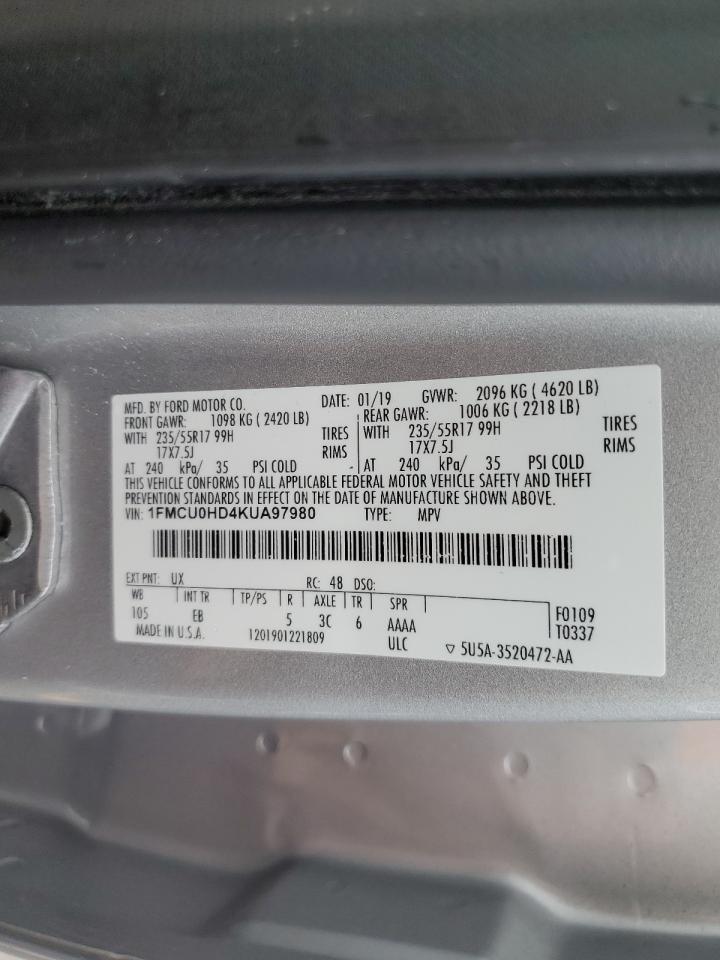 MFD. BY FORD MOTOR CO. DATE: 01/19 GVWR: 2096 KG ( 4620 LB)
FRONT GAWR: 1098 KG ( 2420 LB) REAR GAWR: 1006 KG ( 2218 LB)
WITH 235/55R17 99H TIRES WITH 235/55R17 99H TIRES
17X7.5J RIMS 17X7.5J RIMS
AT 240 kPa/ 35 PSI COLD AT 240 kPa/ 35 PSI COLD
THIS VEHICLE CONFORMS TO ALL APPLICABLE FEDERAL MOTOR VEHICLE SAFETY AND THEFT
PREVENTION STANDARDS IN EFFECT ON THE DATE OF MANUFACTURE SHOWN ABOVE.
VIN: 1FMCU0HD4KUA97980 TYPE: MPV
EXT PNT: UX RC: 48 DSO:
WB INT TR TP/PS R AXLE TR SPR F0109
105 EB 5 3C 6 AAAA T0337
MADE IN U.S.A. 1201901221809 ULC ▽ 5U5A-3520472-AA